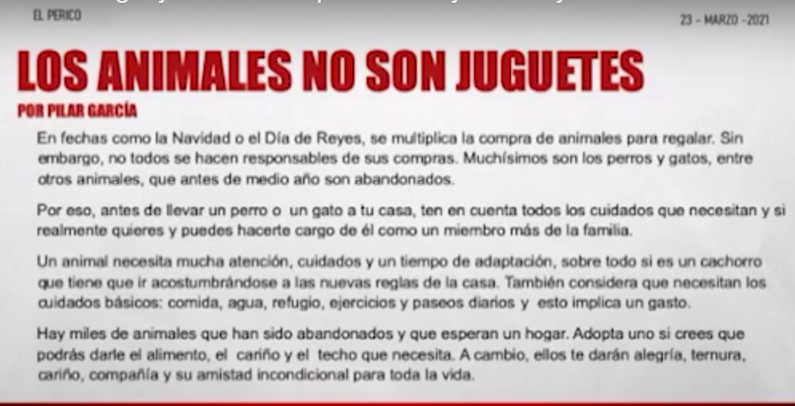 EL PERICO
23 - MARZO -2021
LOS ANIMALES NO SON JUGUETES
POR PILAR GARCÍA
En fechas como la Navidad o el Día de Reyes, se multiplica la compra de animales para regalar. Sin
embargo, no todos se hacen responsables de sus compras. Muchísimos son los perros y gatos, entre
otros animales, que antes de medio año son abandonados.
Por eso, antes de llevar un perro o un gato a tu casa, ten en cuenta todos los cuidados que necesitan y si
realmente quieres y puedes hacerte cargo de él como un miembro más de la familia.
Un animal necesita mucha atención, cuidados y un tiempo de adaptación, sobre todo si es un cachorro
que tiene que ir acostumbrándose a las nuevas reglas de la casa. También considera que necesitan los
cuidados básicos: comida, agua, refugio, ejercicios y paseos diarios y esto implica un gasto.
Hay miles de animales que han sido abandonados y que esperan un hogar. Adopta uno si crees que
podrás darle el alimento, el cariño y el techo que necesita. A cambio, ellos te darán alegría, ternura,
cariño, compañía y su amistad incondicional para toda la vida.